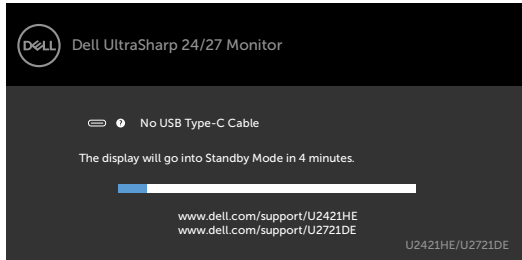 DELL
Dell UltraSharp 24/27 Monitor
? No USB Type-C Cable
The display will go into Standby Mode in 4 minutes.
www.dell.com/support/U2421HE
www.dell.com/support/U2721DE
U2421HE/U2721DE